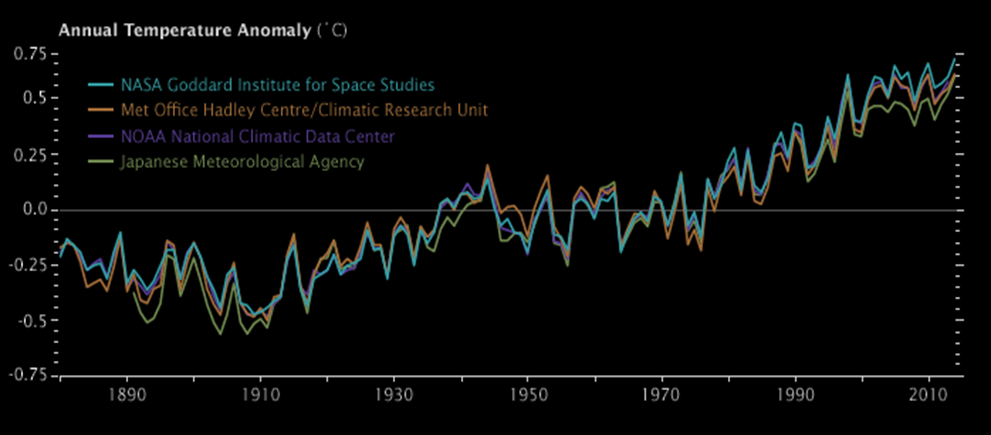 Annual Temperature Anomaly (˚C)
0.75
NASA Goddard Institute for Space Studies
0.5
Met Office Hadley Centre/Climatic Research Unit
NOAA National Climatic Data Center
0.25
Japanese Meteorological Agency
0.0
-0.25
-0.5
-0.75
1890 1910 1930 1950 1970 1990 2010